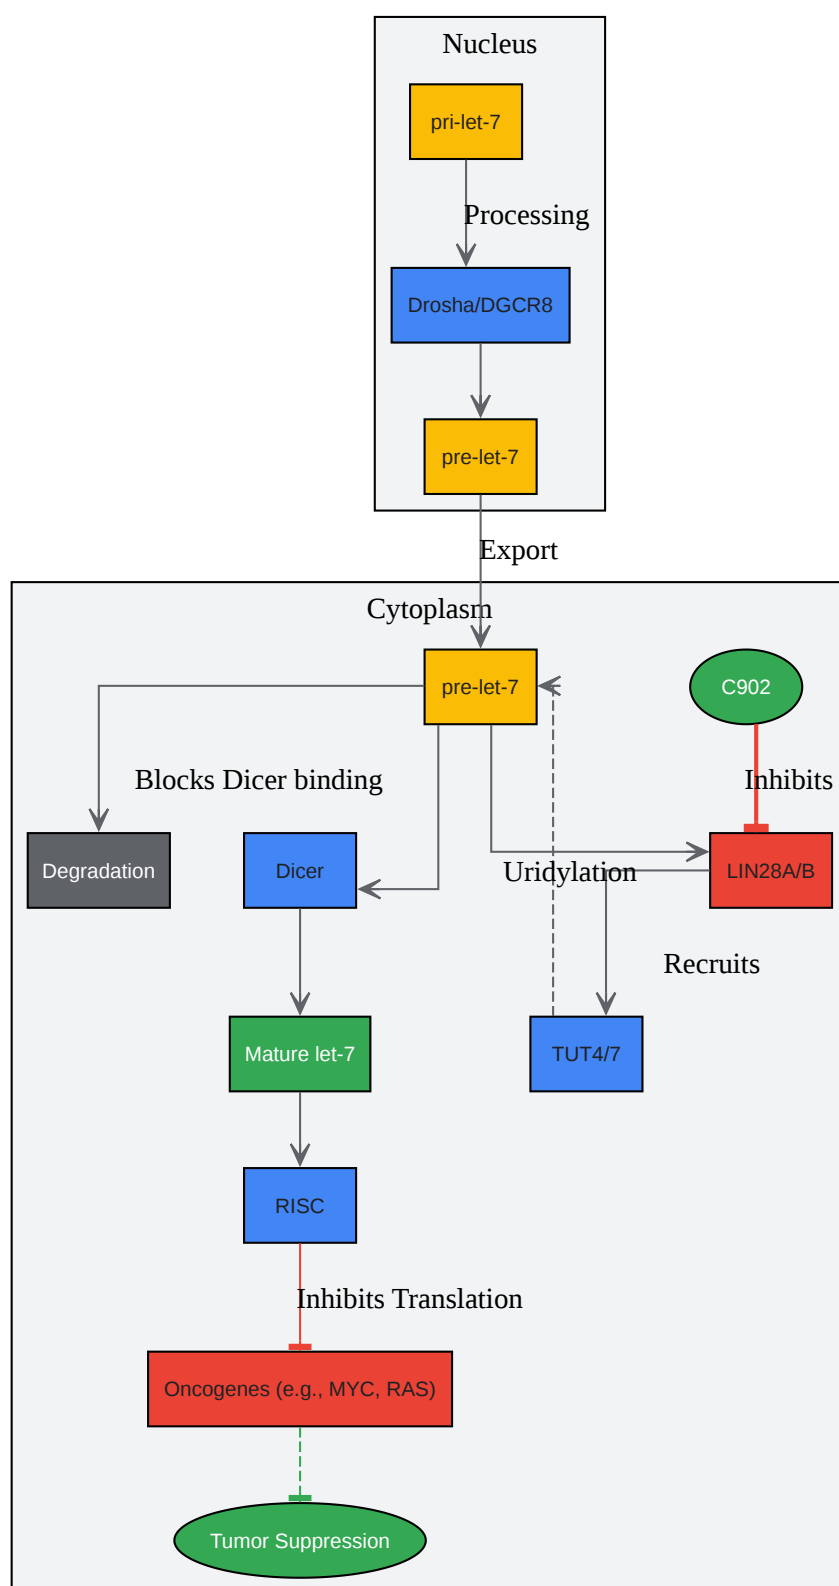 Nucleus
pri-let-7
Processing
Drosha/DGCR8
pre-let-7
Export
Cytoplasm
pre-let-7
C902
Blocks Dicer binding
Inhibits
Degradation
Dicer
Uridylation
LIN28A/B
Recruits
Mature let-7
TUT4/7
RISC
Inhibits Translation
Oncogenes (e.g., MYC, RAS)
Tumor Suppression